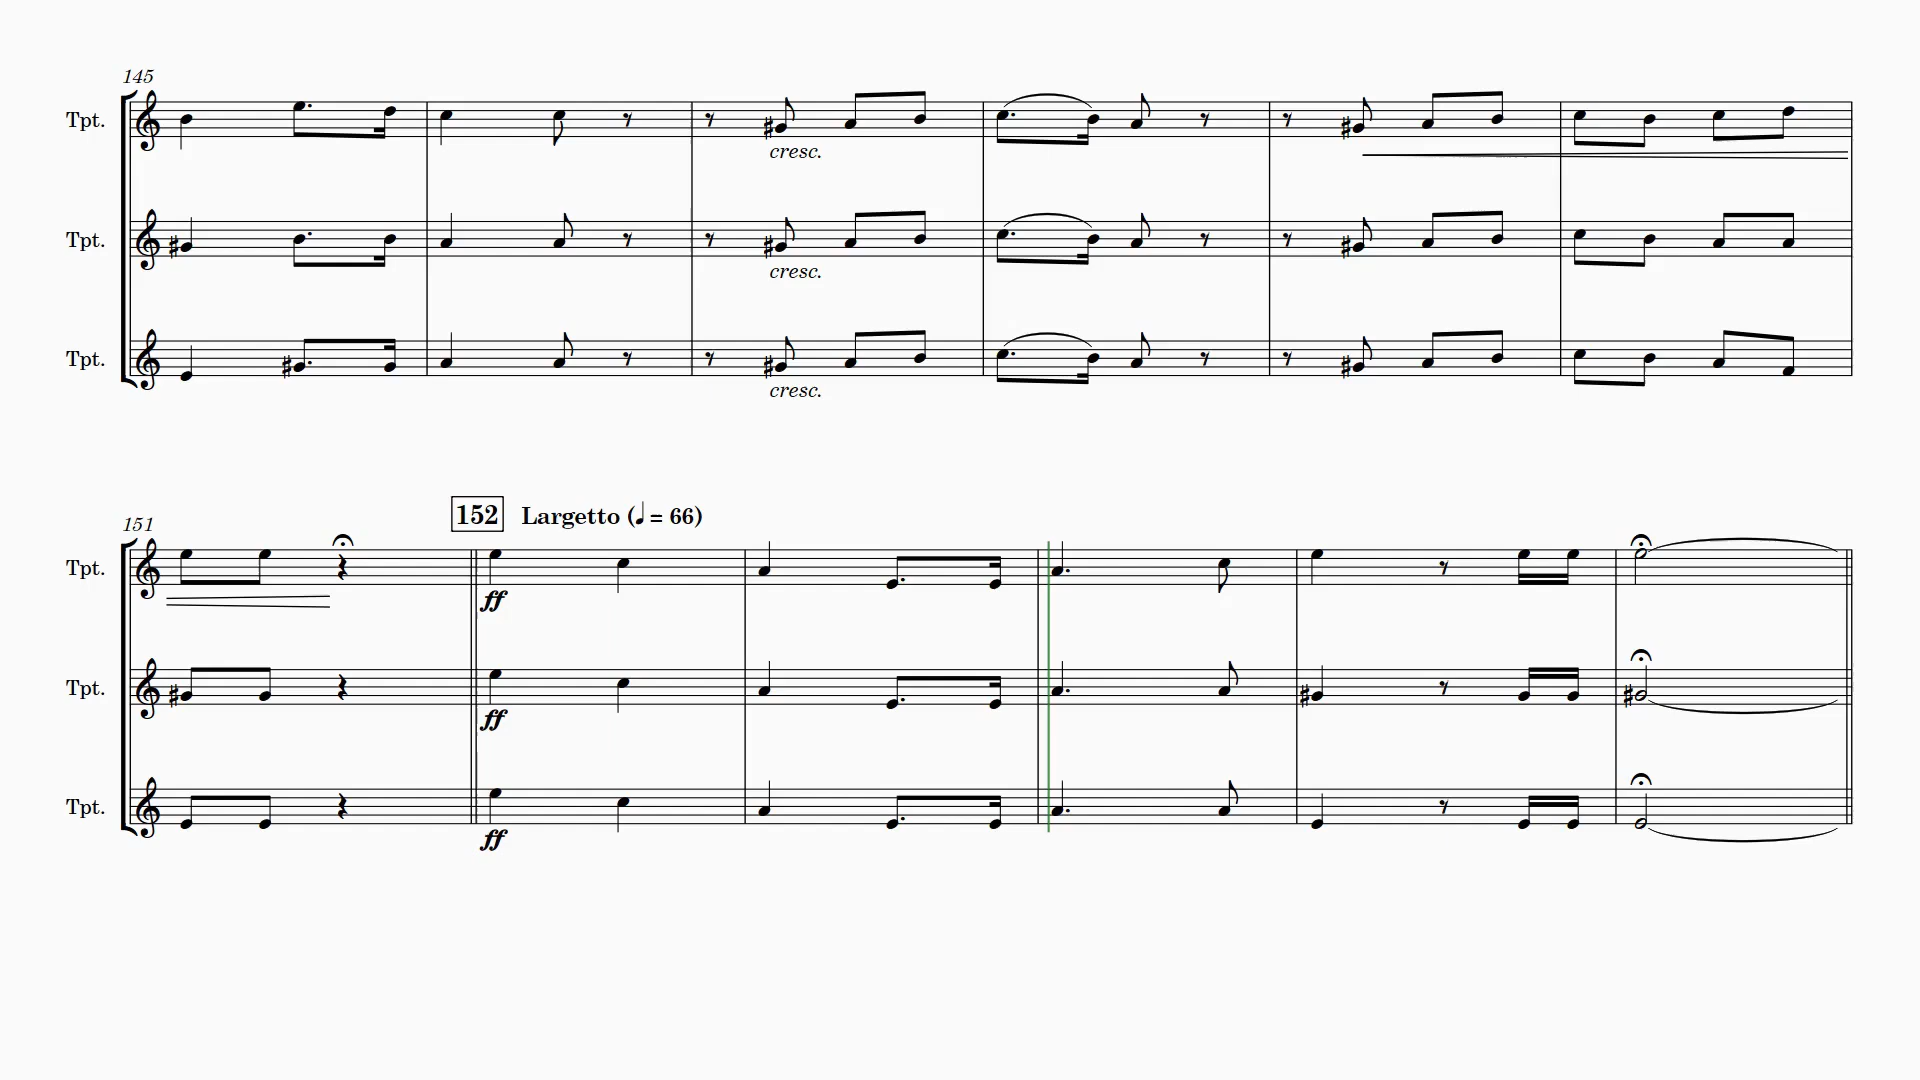 145
Tpt.
cresc.
Tpt.
cresc.
Tpt.
cresc.
152 Largetto (♩ = 66)
151
Tpt.
ff
Tpt.
ff
Tpt.
ff